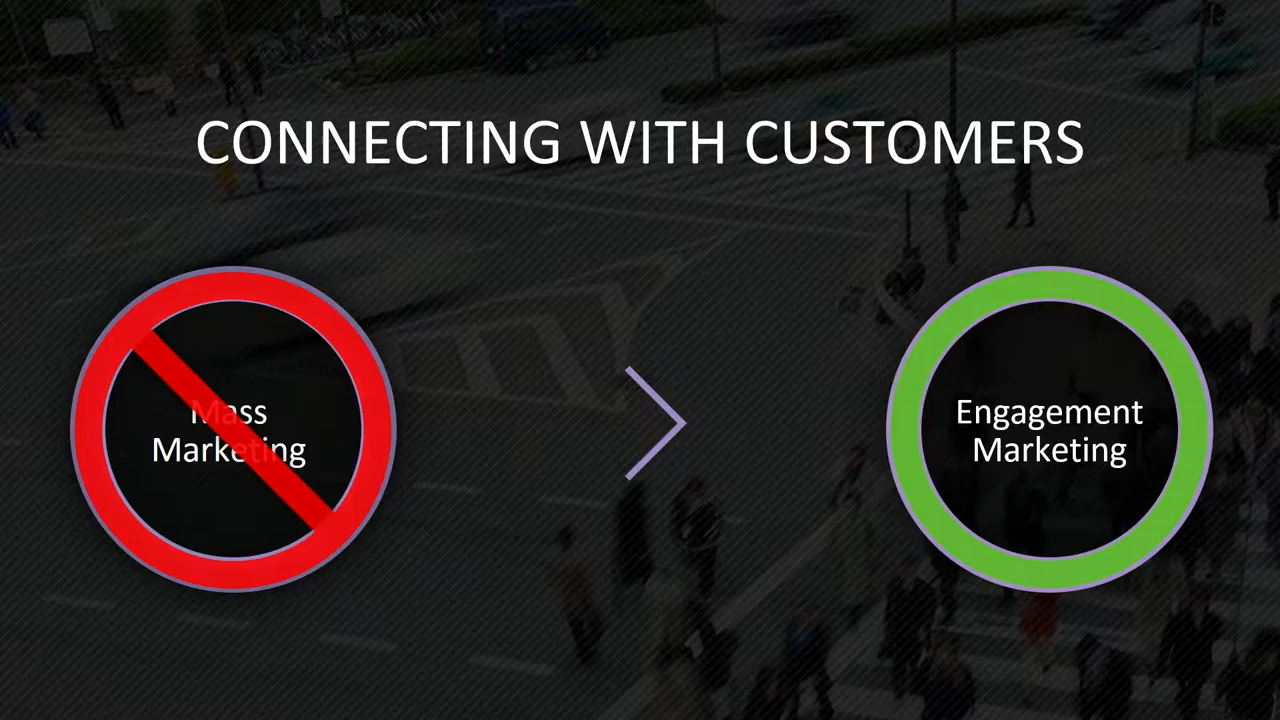 CONNECTING WITH CUSTOMERS
Mass
Marketing
Engagement
Marketing